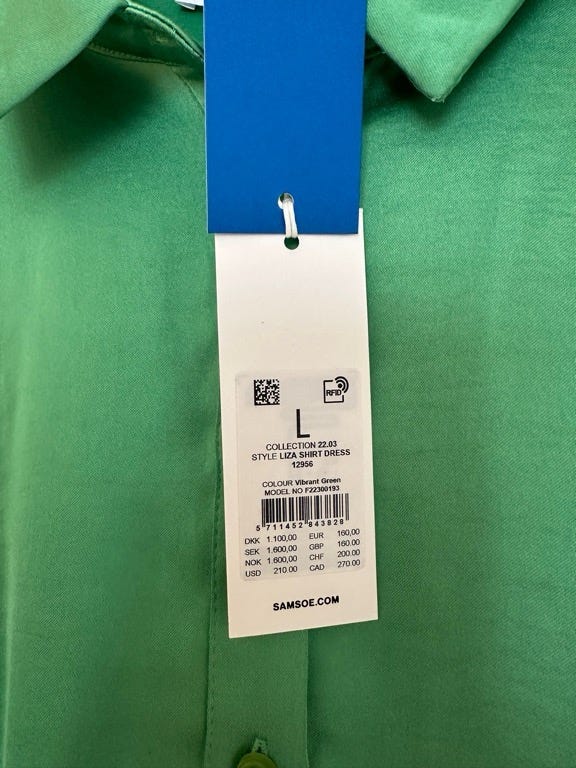 RFID
L
COLLECTION 22.03
STYLE LIZA SHIRT DRESS
12956
COLOUR Vibrant Green
MODEL NO F22300193
5 711452 843828
DKK 1.100,00 EUR 160,00
SEK 1.600,00 GBP 160.00
NOK 1.600,00 CHF 200.00
USD 210.00 CAD 270.00
SAMSOE.COM